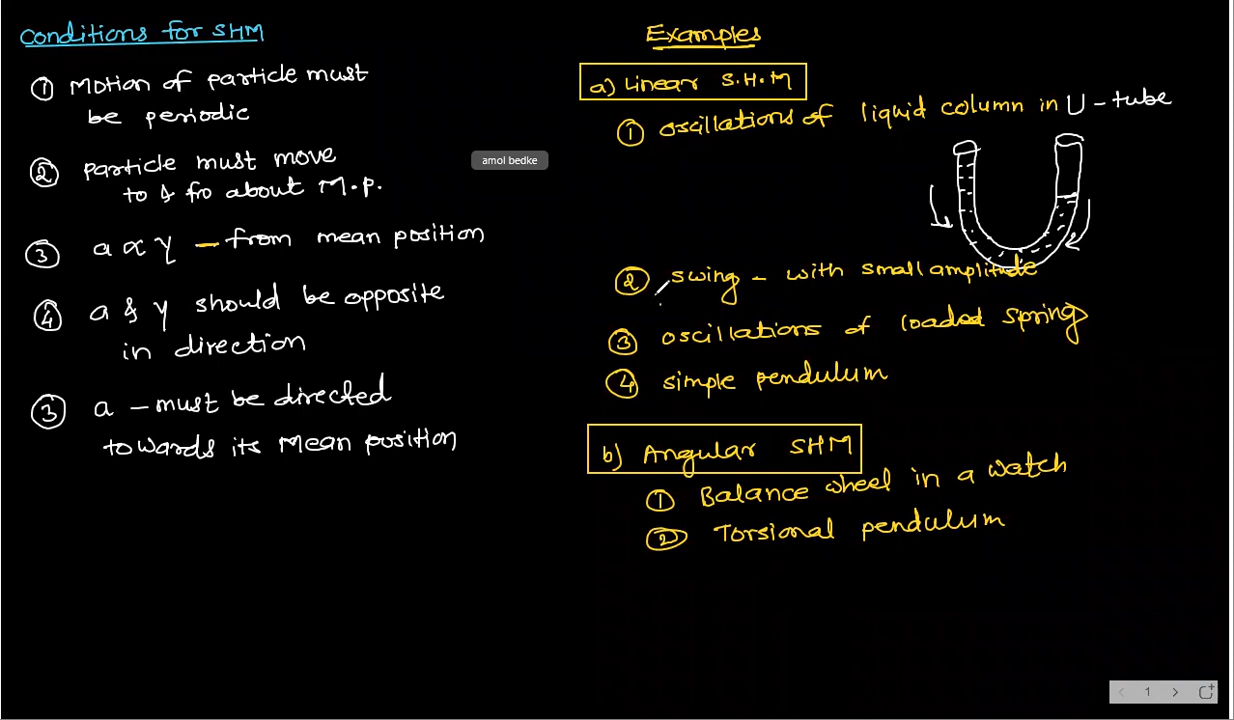 Conditions for SHM
① Motion of particle must
be periodic
② particle must move
to & fro about M.p.
③ a ∝ y – from mean position
④ a & y should be opposite
in direction
③ a – must be directed
towards its Mean position
amol bedke
Examples
a) Linear S.H.M
① oscillations of liquid column in U-tube
② swing – with small amplitude
③ oscillations of loaded spring
④ simple pendulum
b) Angular SHM
① Balance wheel in a watch
② Torsional pendulum
1